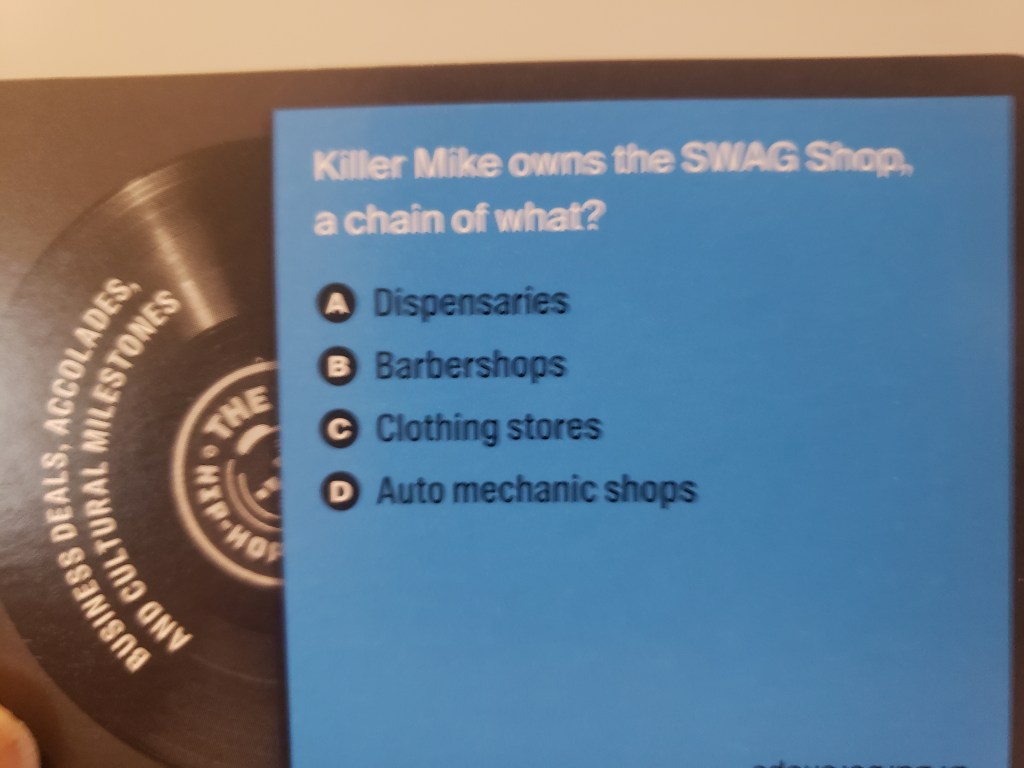 Killer Mike owns the SWAG Shop,
a chain of what?
A Dispensaries
B Barbershops
C Clothing stores
D Auto mechanic shops
BUSINESS DEALS, ACCOLADES,
AND CULTURAL MILESTONES
THE
HIP-HOP